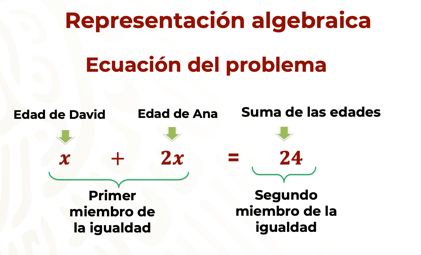 Representación algebraica
Ecuación del problema
Edad de David
Edad de Ana
Suma de las edades
x + 2x = 24
Primer
miembro de
la igualdad
Segundo
miembro de la
igualdad